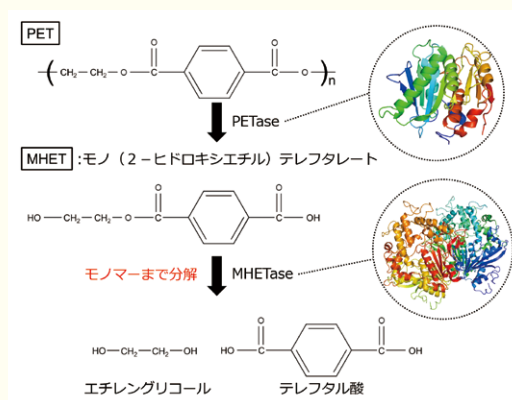 PET
O
O
CH₂
CH₂
O
O
n
PETase
MHET :モノ(2-ヒドロキシエチル)テレフタレート
O
O
HO
CH₂
CH₂
O
OH
モノマーまで分解
MHETase
O
O
HO
CH₂
CH₂
OH
HO
OH
エチレングリコール
テレフタル酸